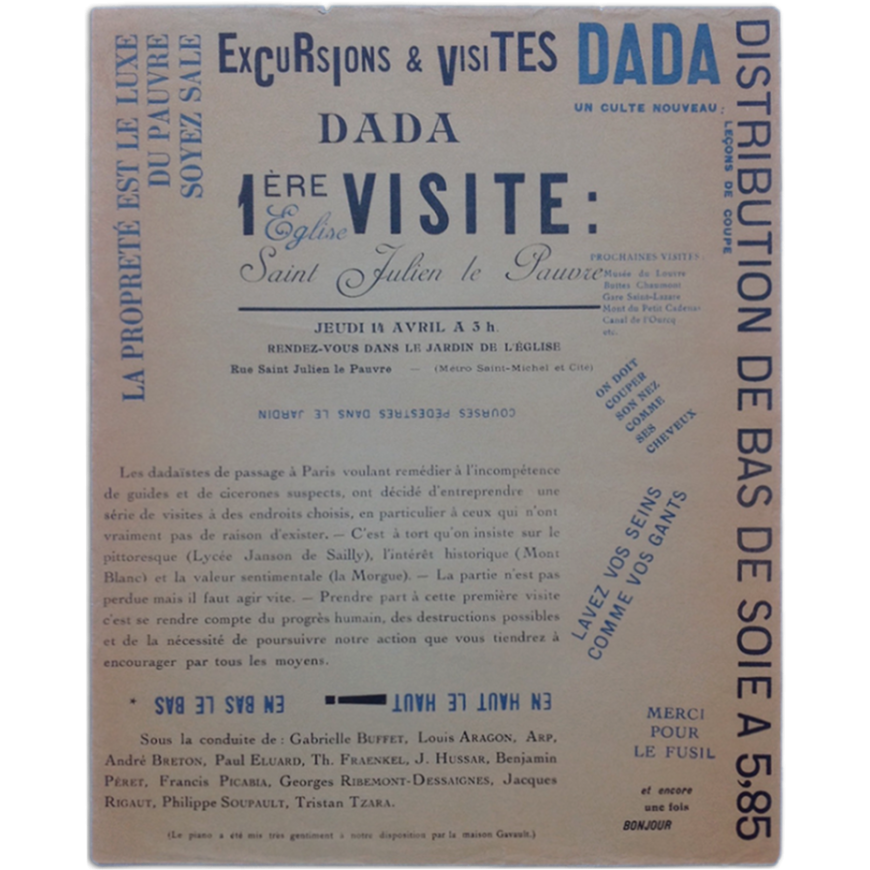 LA PROPRETÉ EST LE LUXE
DU PAUVRE
SOYEZ SALE
EXCURSIONS & VISITES
DADA
1ÈRE VISITE :
Eglise
Saint Julien le Pauvre
JEUDI 14 AVRIL A 3 h.
RENDEZ-VOUS DANS LE JARDIN DE L'ÉGLISE
Rue Saint Julien le Pauvre — (Métro Saint-Michel et Cité)
COURSES PÉDESTRES DANS LE JARDIN
DADA
UN CULTE NOUVEAU :
LEÇONS DE COUPE
DISTRIBUTION DE BAS DE SOIE A 5,85
PROCHAINES VISITES :
Musée du Louvre
Buttes Chaumont
Gare Saint-Lazare
Mont du Petit Cadenas
Canal de l'Ourcq
etc.
ON DOIT
COUPER
SON NEZ
COMME
SES
CHEVEUX
LAVEZ VOS SEINS
COMME VOS GANTS
Les dadaïstes de passage à Paris voulant remédier à l'incompétence
de guides et de cicerones suspects, ont décidé d'entreprendre une
série de visites à des endroits choisis, en particulier à ceux qui n'ont
vraiment pas de raison d'exister. — C'est à tort qu'on insiste sur le
pittoresque (Lycée Janson de Sailly), l'intérêt historique (Mont
Blanc) et la valeur sentimentale (la Morgue). — La partie n'est pas
perdue mais il faut agir vite. — Prendre part à cette première visite
c'est se rendre compte du progrès humain, des destructions possibles
et de la nécessité de poursuivre notre action que vous tiendrez à
encourager par tous les moyens.
EN HAUT LE HAUT ! EN BAS LE BAS *
Sous la conduite de : Gabrielle BUFFET, Louis ARAGON, ARP,
André BRETON, Paul ELUARD, Th. FRAENKEL, J. HUSSAR, Benjamin
PÉRET, Francis PICABIA, Georges RIBEMONT-DESSAIGNES, Jacques
RIGAUT, Philippe SOUPAULT, Tristan TZARA.
(Le piano a été mis très gentiment à notre disposition par la maison Gavault.)
MERCI
POUR
LE FUSIL
et encore
une fois
BONJOUR